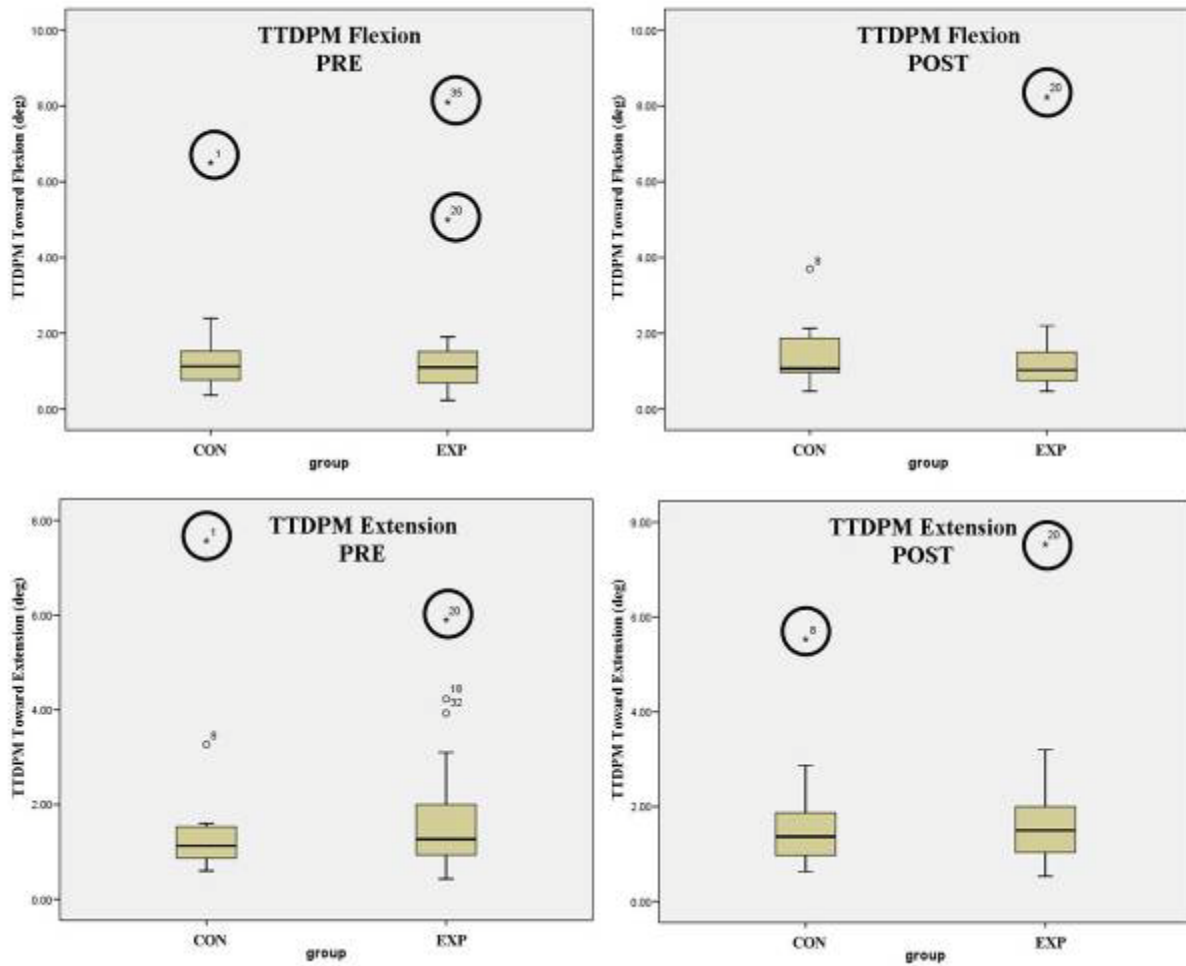 TTDPM Flexion
PRE
TTDPM Toward Flexion (deg)
10.00
8.00
6.00
4.00
2.00
0.00
1
35
20
CON
EXP
group
TTDPM Flexion
POST
TTDPM Toward Flexion (deg)
10.00
8.00
6.00
4.00
2.00
0.00
8
20
CON
EXP
group
TTDPM Extension
PRE
TTDPM Toward Extension (deg)
8.00
6.00
4.00
2.00
0.00
1
8
20
18
32
CON
EXP
group
TTDPM Extension
POST
TTDPM Toward Extension (deg)
8.00
6.00
4.00
2.00
0.00
8
20
CON
EXP
group